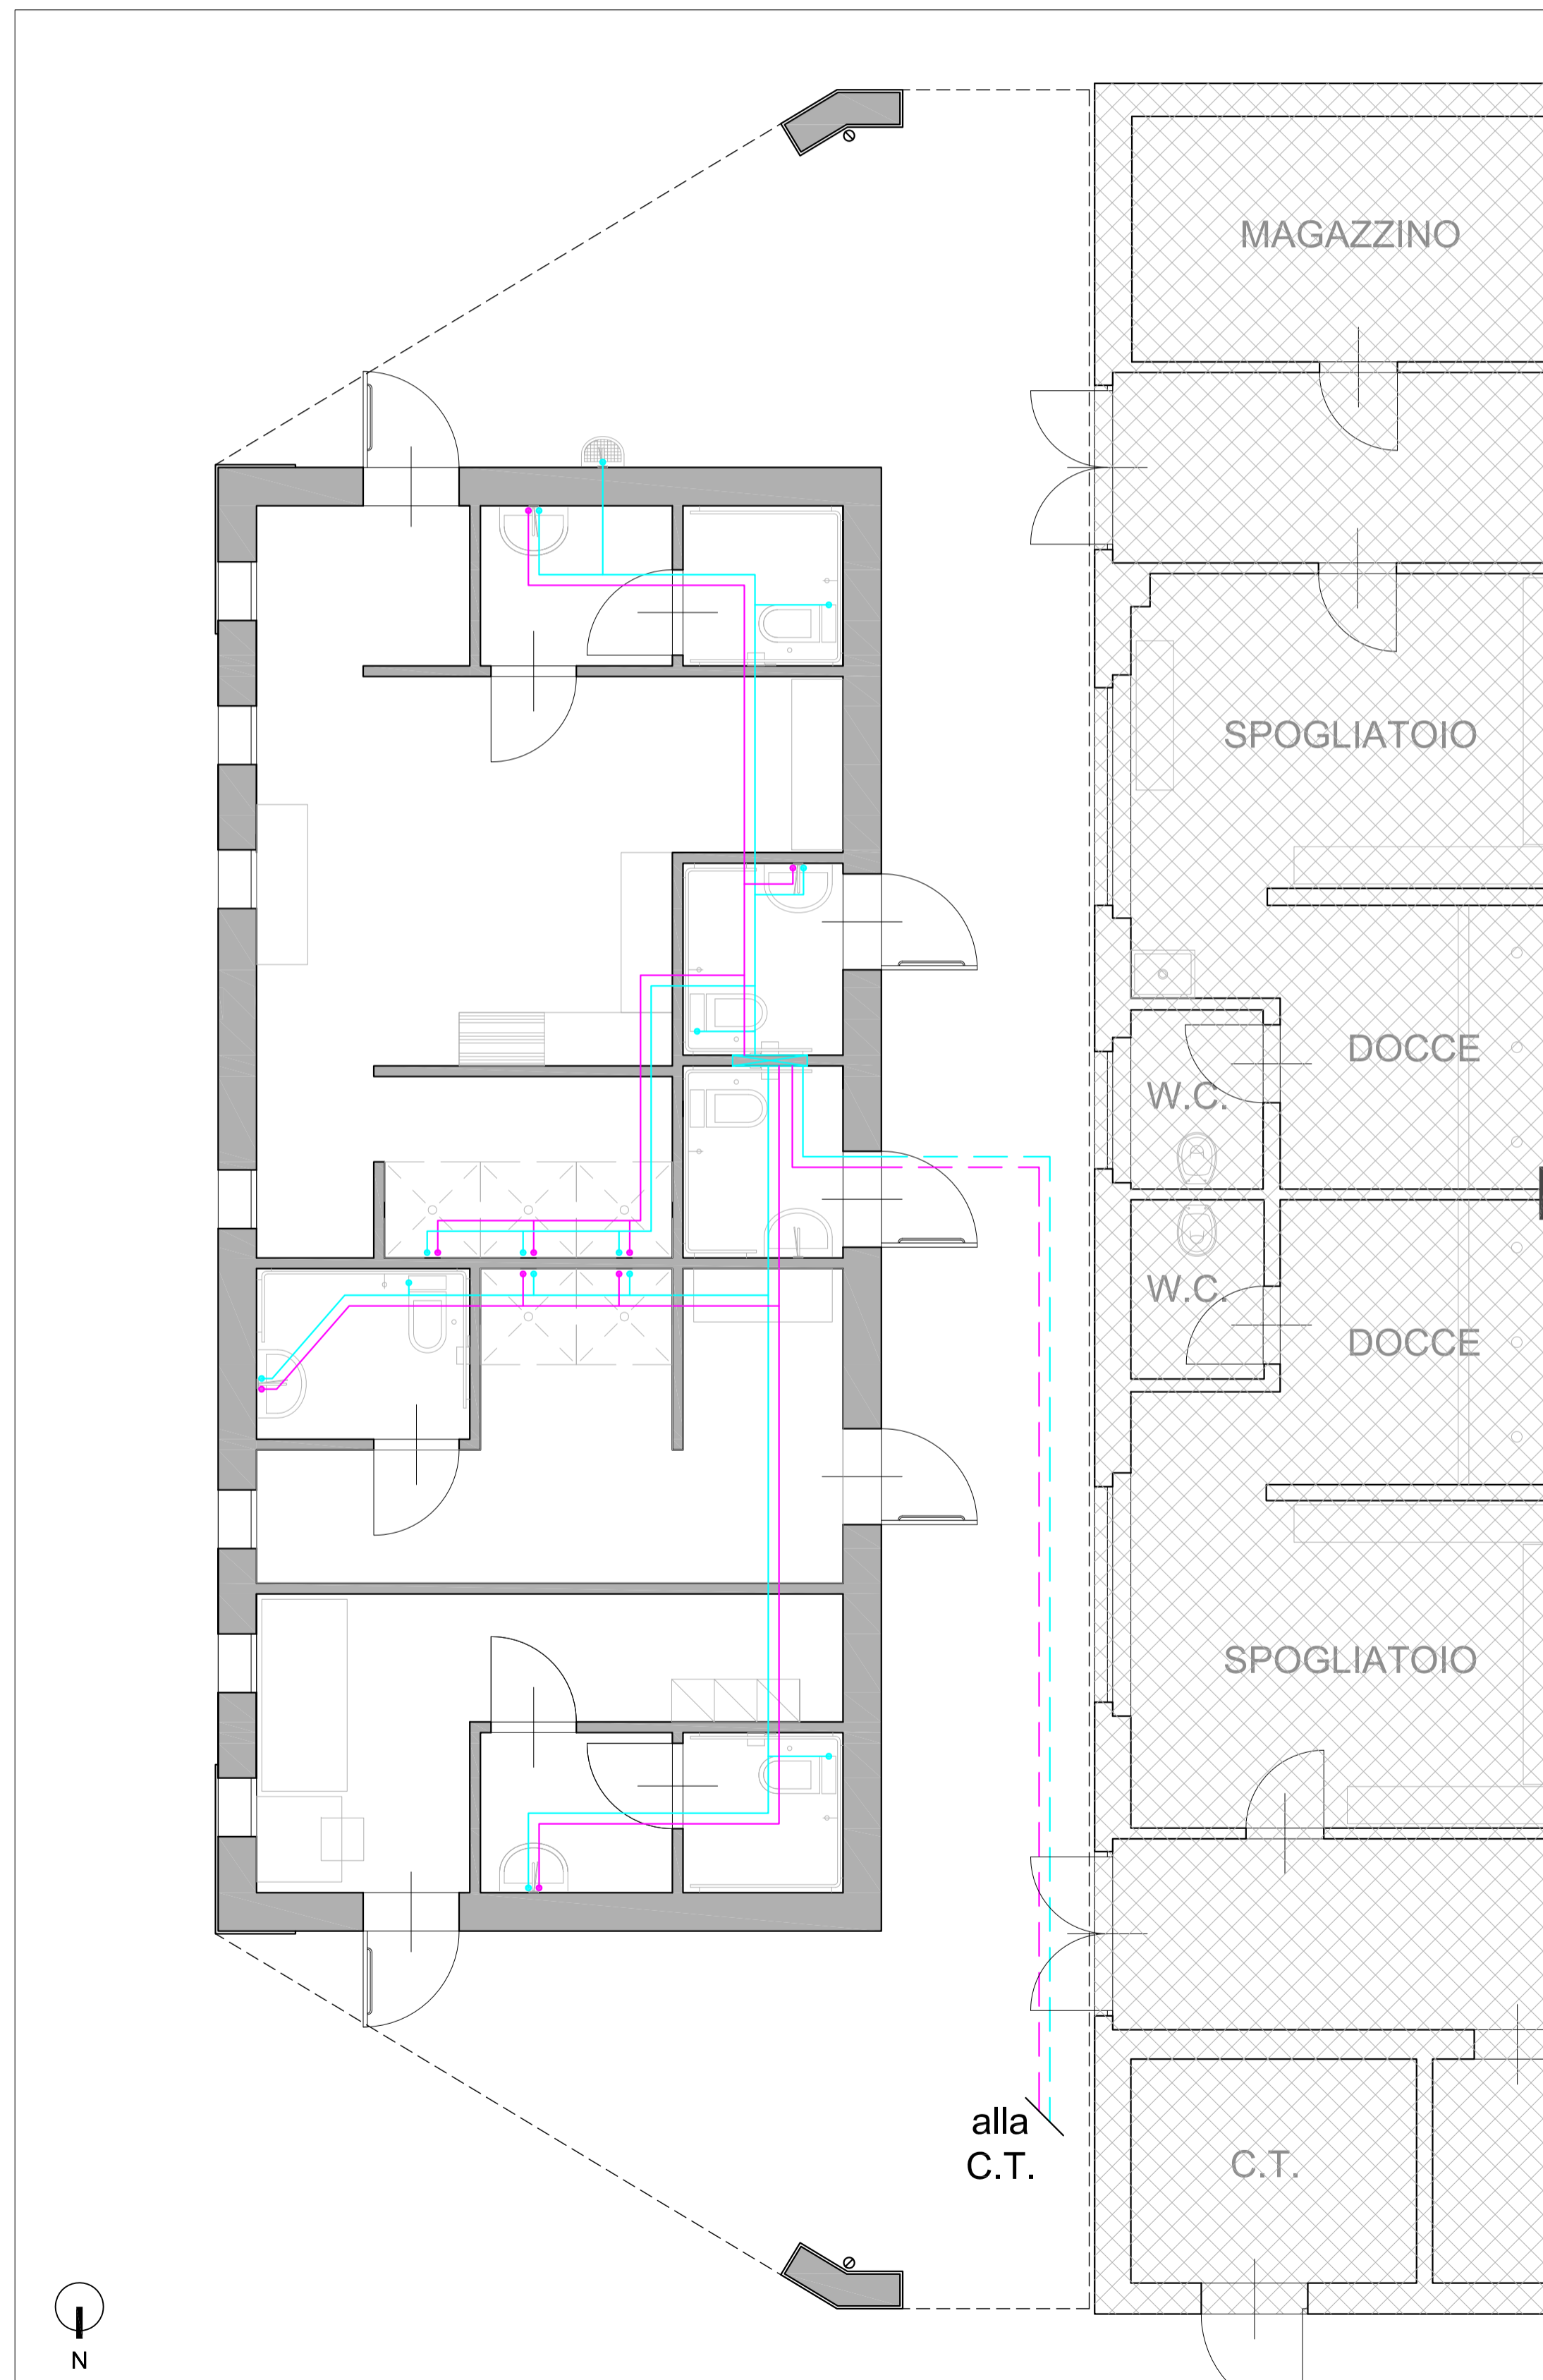 MAGAZZINO
SPOGLIATOIO
DOCCE
W.C.
W.C.
DOCCE
SPOGLIATOIO
alla
C.T.
C.T.
N